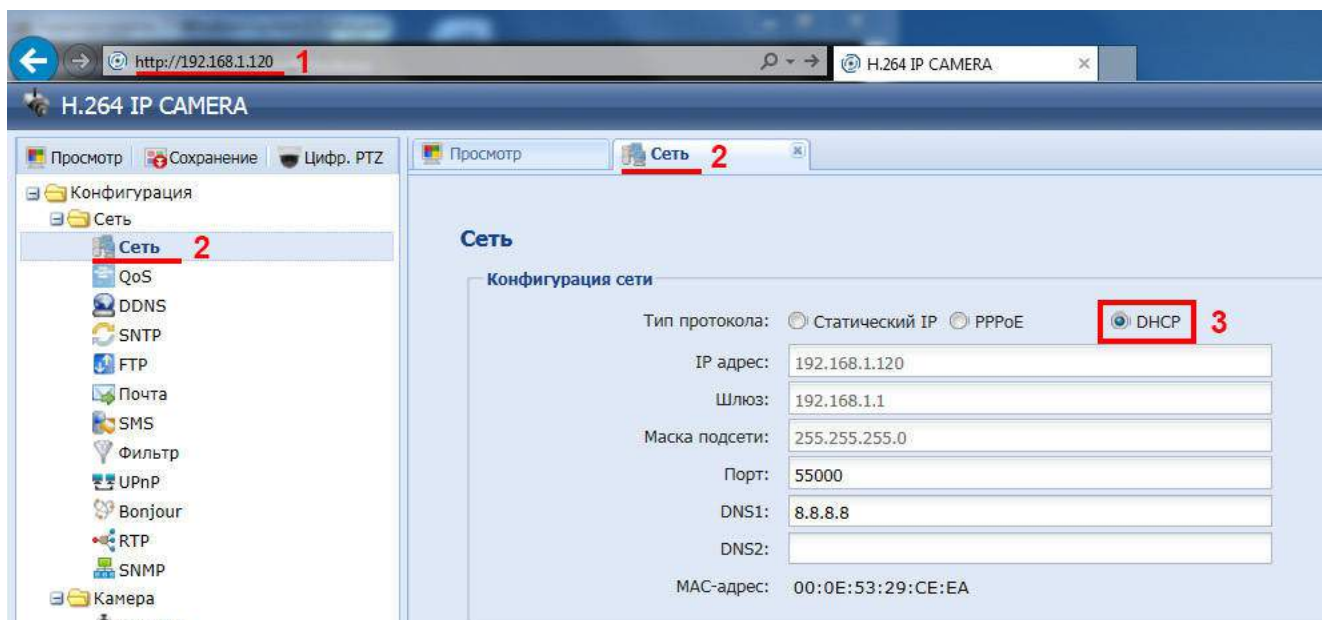 http://192.168.1.120 1
H.264 IP CAMERA
H.264 IP CAMERA
Просмотр Сохранение Цифр. PTZ
Просмотр Сеть 2
Конфигурация
Сеть
Сеть 2
QoS
DDNS
SNTP
FTP
Почта
SMS
Фильтр
UPnP
Bonjour
RTP
SNMP
Камера
Сеть
Конфигурация сети
Тип протокола: Статический IP PPPoE DHCP 3
IP адрес: 192.168.1.120
Шлюз: 192.168.1.1
Маска подсети: 255.255.255.0
Порт: 55000
DNS1: 8.8.8.8
DNS2:
MAC-адрес: 00:0E:53:29:CE:EA